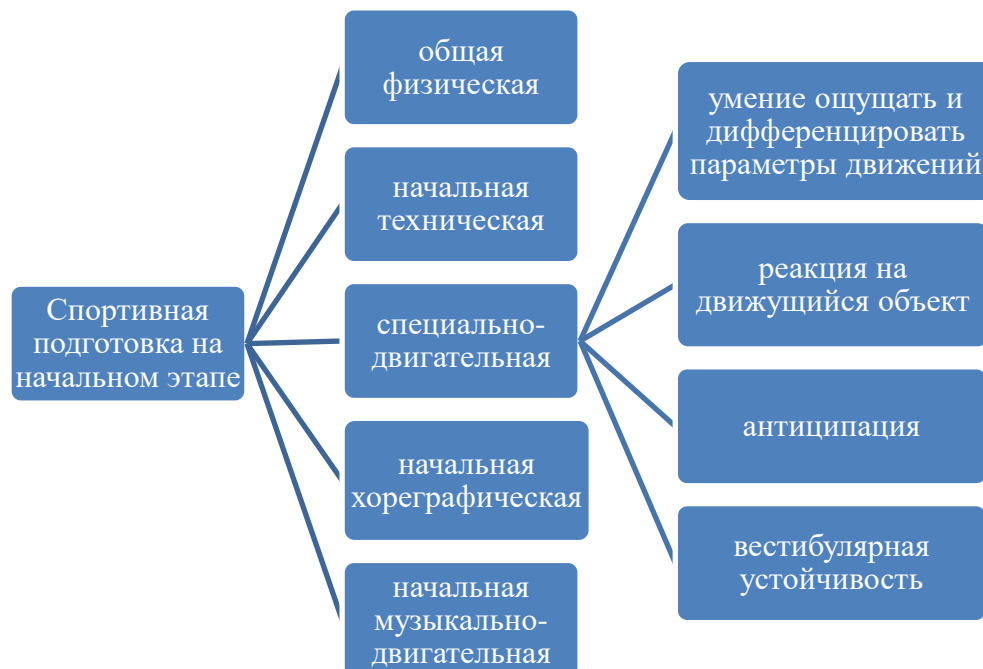 Спортивная
подготовка на
начальном этапе
общая
физическая
начальная
техническая
специально-
двигательная
начальная
хореграфическая
начальная
музыкально-
двигательная
умение ощущать и
дифференцировать
параметры движений
реакция на
движущийся объект
антиципация
вестибулярная
устойчивость